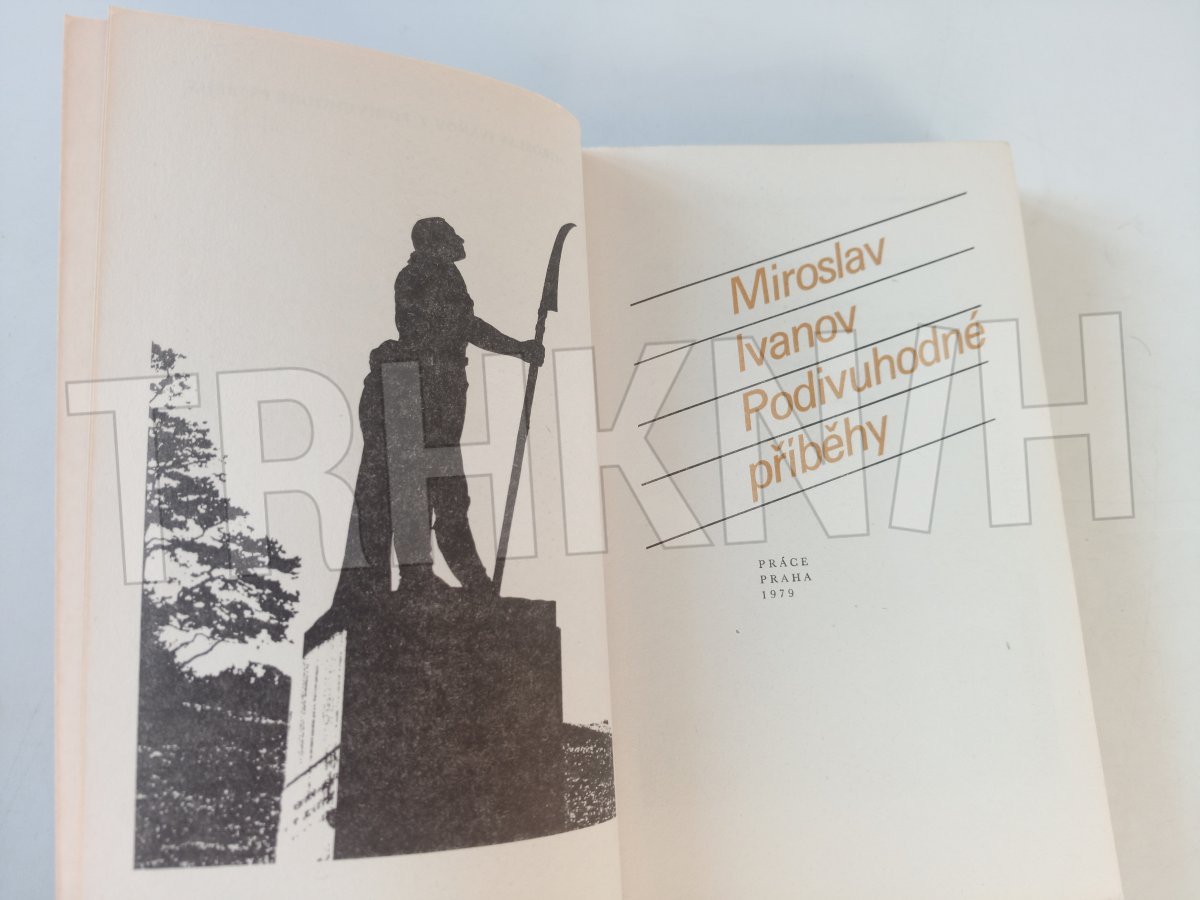 Miroslav
Ivanov
Podivuhodné
příběhy
PRÁCE
PRAHA
1979
TRHKNIH